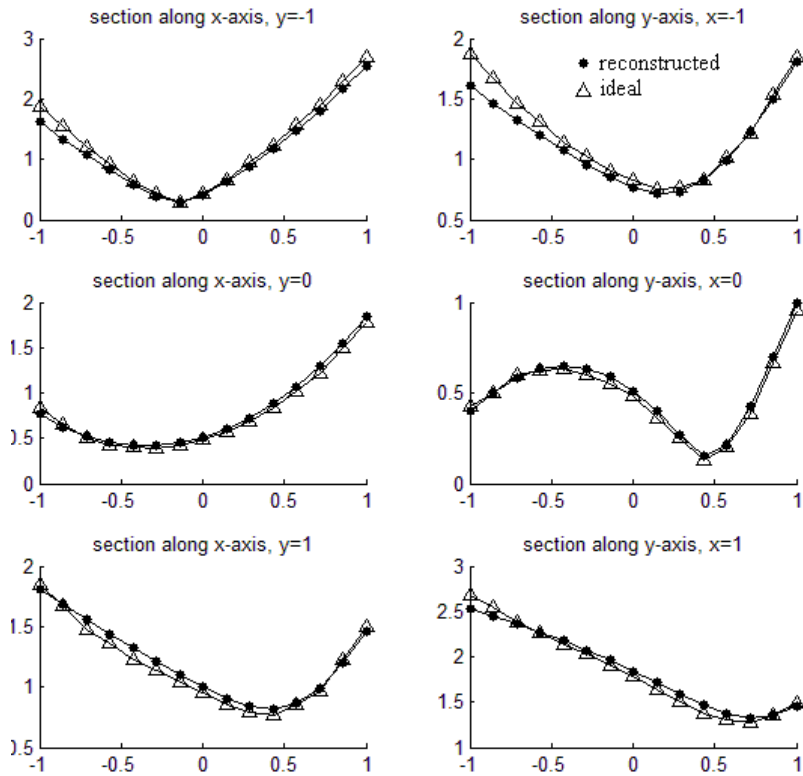 section along x-axis, y=-1
3
2
1
0
-1 -0.5 0 0.5 1
section along y-axis, x=-1
2
1.5
1
0.5
-1 -0.5 0 0.5 1
reconstructed
ideal
section along x-axis, y=0
2
1.5
1
0.5
0
-1 -0.5 0 0.5 1
section along y-axis, x=0
1
0.5
0
-1 -0.5 0 0.5 1
section along x-axis, y=1
2
1.5
1
0.5
-1 -0.5 0 0.5 1
section along y-axis, x=1
3
2.5
2
1.5
1
-1 -0.5 0 0.5 1